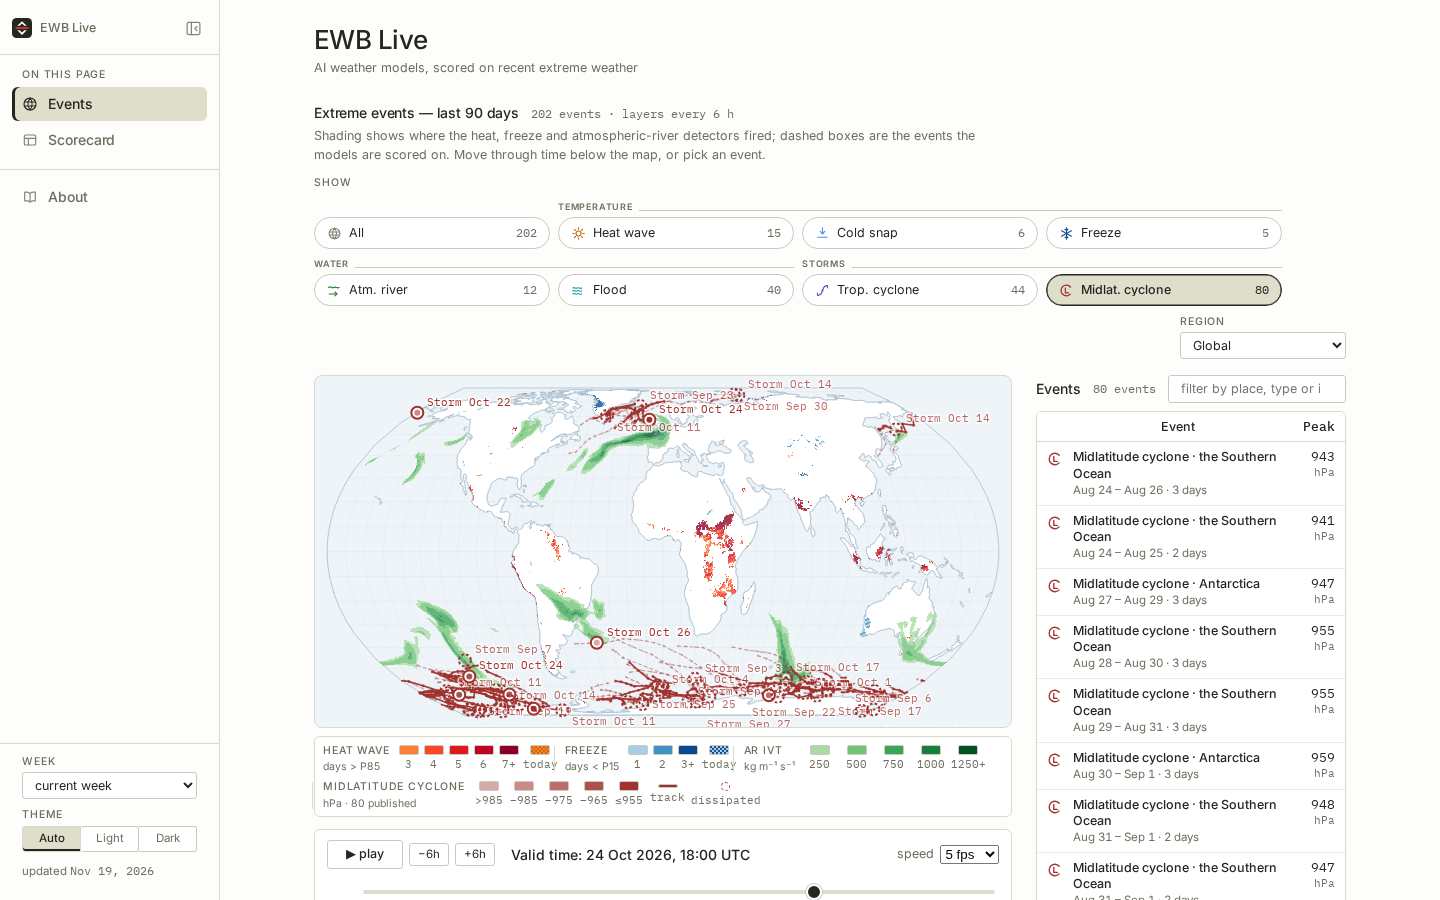 EWB Live
ON THIS PAGE
Events
Scorecard
About
WEEK
current week
THEME
Auto Light Dark
updated Nov 19, 2026
EWB Live
AI weather models, scored on recent extreme weather
Extreme events — last 90 days 202 events · layers every 6 h
Shading shows where the heat, freeze and atmospheric-river detectors fired; dashed boxes are the events the
models are scored on. Move through time below the map, or pick an event.
SHOW
TEMPERATURE
All 202
Heat wave 15
Cold snap 6
Freeze 5
WATER
STORMS
Atm. river 12
Flood 40
Trop. cyclone 44
Midlat. cyclone 80
REGION
Global
Storm Oct 14
Storm Sep 23
Storm Oct 22
Storm Oct 24
Storm Sep 30
Storm Oct 11
Storm Oct 14
Storm Oct 26
Storm Sep 7
Storm Oct 24
Storm Sep 3
Storm Oct 17
Storm Oct 11
Storm Oct 4
Storm Oct 1
Storm Oct 14
Storm Sep 6
Storm Sep 25
Storm Sep 22
Storm Sep 17
Storm Oct 11
Storm Sep 27
HEAT WAVE
days > P85
3 4 5 6 7+ today
FREEZE
days < P15
1 2 3+ today
AR IVT
kg m⁻¹ s⁻¹
250 500 750 1000 1250+
MIDLATITUDE CYCLONE
hPa · 80 published
>985 −985 −975 −965 ≤955 track dissipated
▶ play −6h +6h Valid time: 24 Oct 2026, 18:00 UTC speed 5 fps
Events 80 events filter by place, type or i
Event Peak
Midlatitude cyclone · the Southern Ocean 943 hPa
Aug 24 – Aug 26 · 3 days
Midlatitude cyclone · the Southern Ocean 941 hPa
Aug 24 – Aug 25 · 2 days
Midlatitude cyclone · Antarctica 947 hPa
Aug 27 – Aug 29 · 3 days
Midlatitude cyclone · the Southern Ocean 955 hPa
Aug 28 – Aug 30 · 3 days
Midlatitude cyclone · the Southern Ocean 955 hPa
Aug 29 – Aug 31 · 3 days
Midlatitude cyclone · Antarctica 959 hPa
Aug 30 – Sep 1 · 3 days
Midlatitude cyclone · the Southern Ocean 948 hPa
Aug 31 – Sep 1 · 2 days
Midlatitude cyclone · the Southern Ocean 947 hPa
Aug 31 – Sep 1 · 2 days